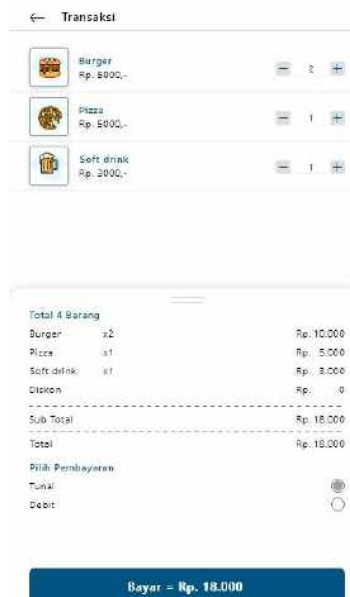 ← Transaksi
Burger
Rp. 5000,-
− 2 +
Pizza
Rp. 5000,-
− 1 +
Soft drink
Rp. 3000,-
− 1 +
Total 4 Barang
Burger x2 Rp. 10.000
Pizza x1 Rp. 5.000
Soft drink x1 Rp. 3.000
Diskon Rp. 0
Sub Total Rp. 18.000
Total Rp. 18.000
Pilih Pembayaran
Tunai
Debit
Bayar = Rp. 18.000